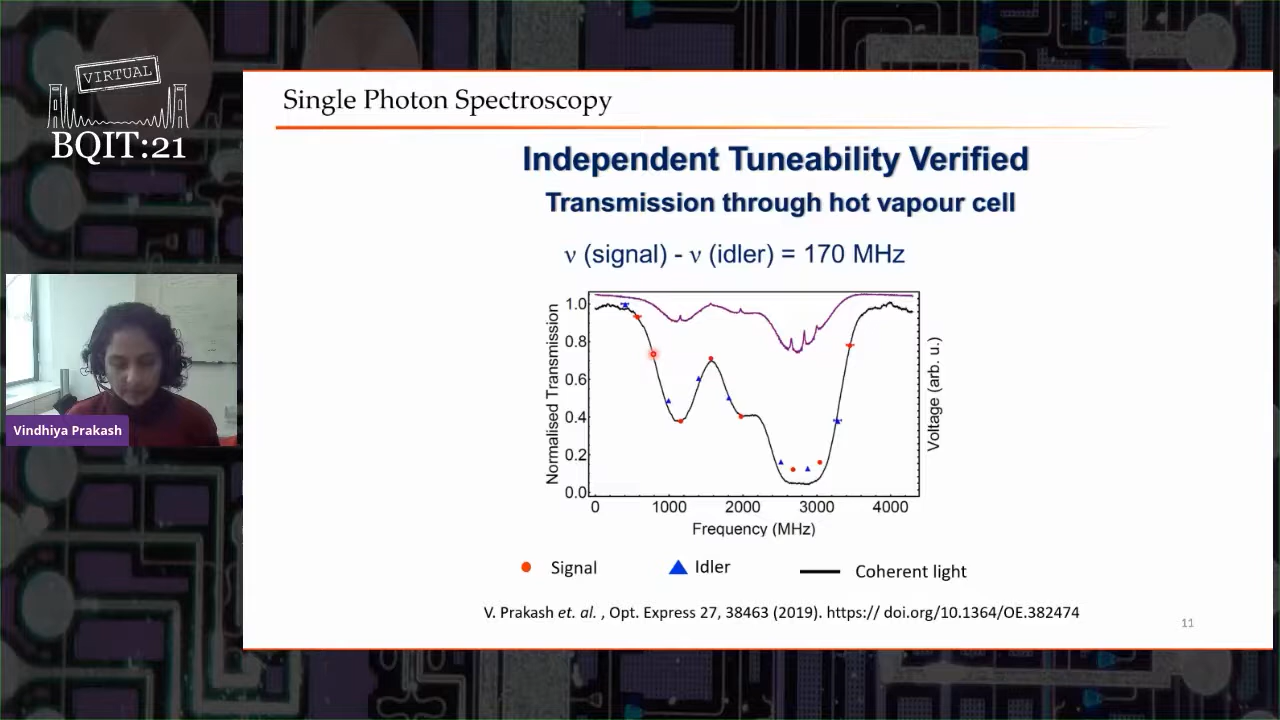 VIRTUAL
BQIT:21
Single Photon Spectroscopy
Independent Tuneability Verified
Transmission through hot vapour cell
ν (signal) - ν (idler) = 170 MHz
Normalised Transmission
1.0
0.8
0.6
0.4
0.2
0.0
0 1000 2000 3000 4000
Frequency (MHz)
Voltage (arb. u.)
Signal Idler Coherent light
V. Prakash et. al. , Opt. Express 27, 38463 (2019). https:// doi.org/10.1364/OE.382474
11
Vindhiya Prakash